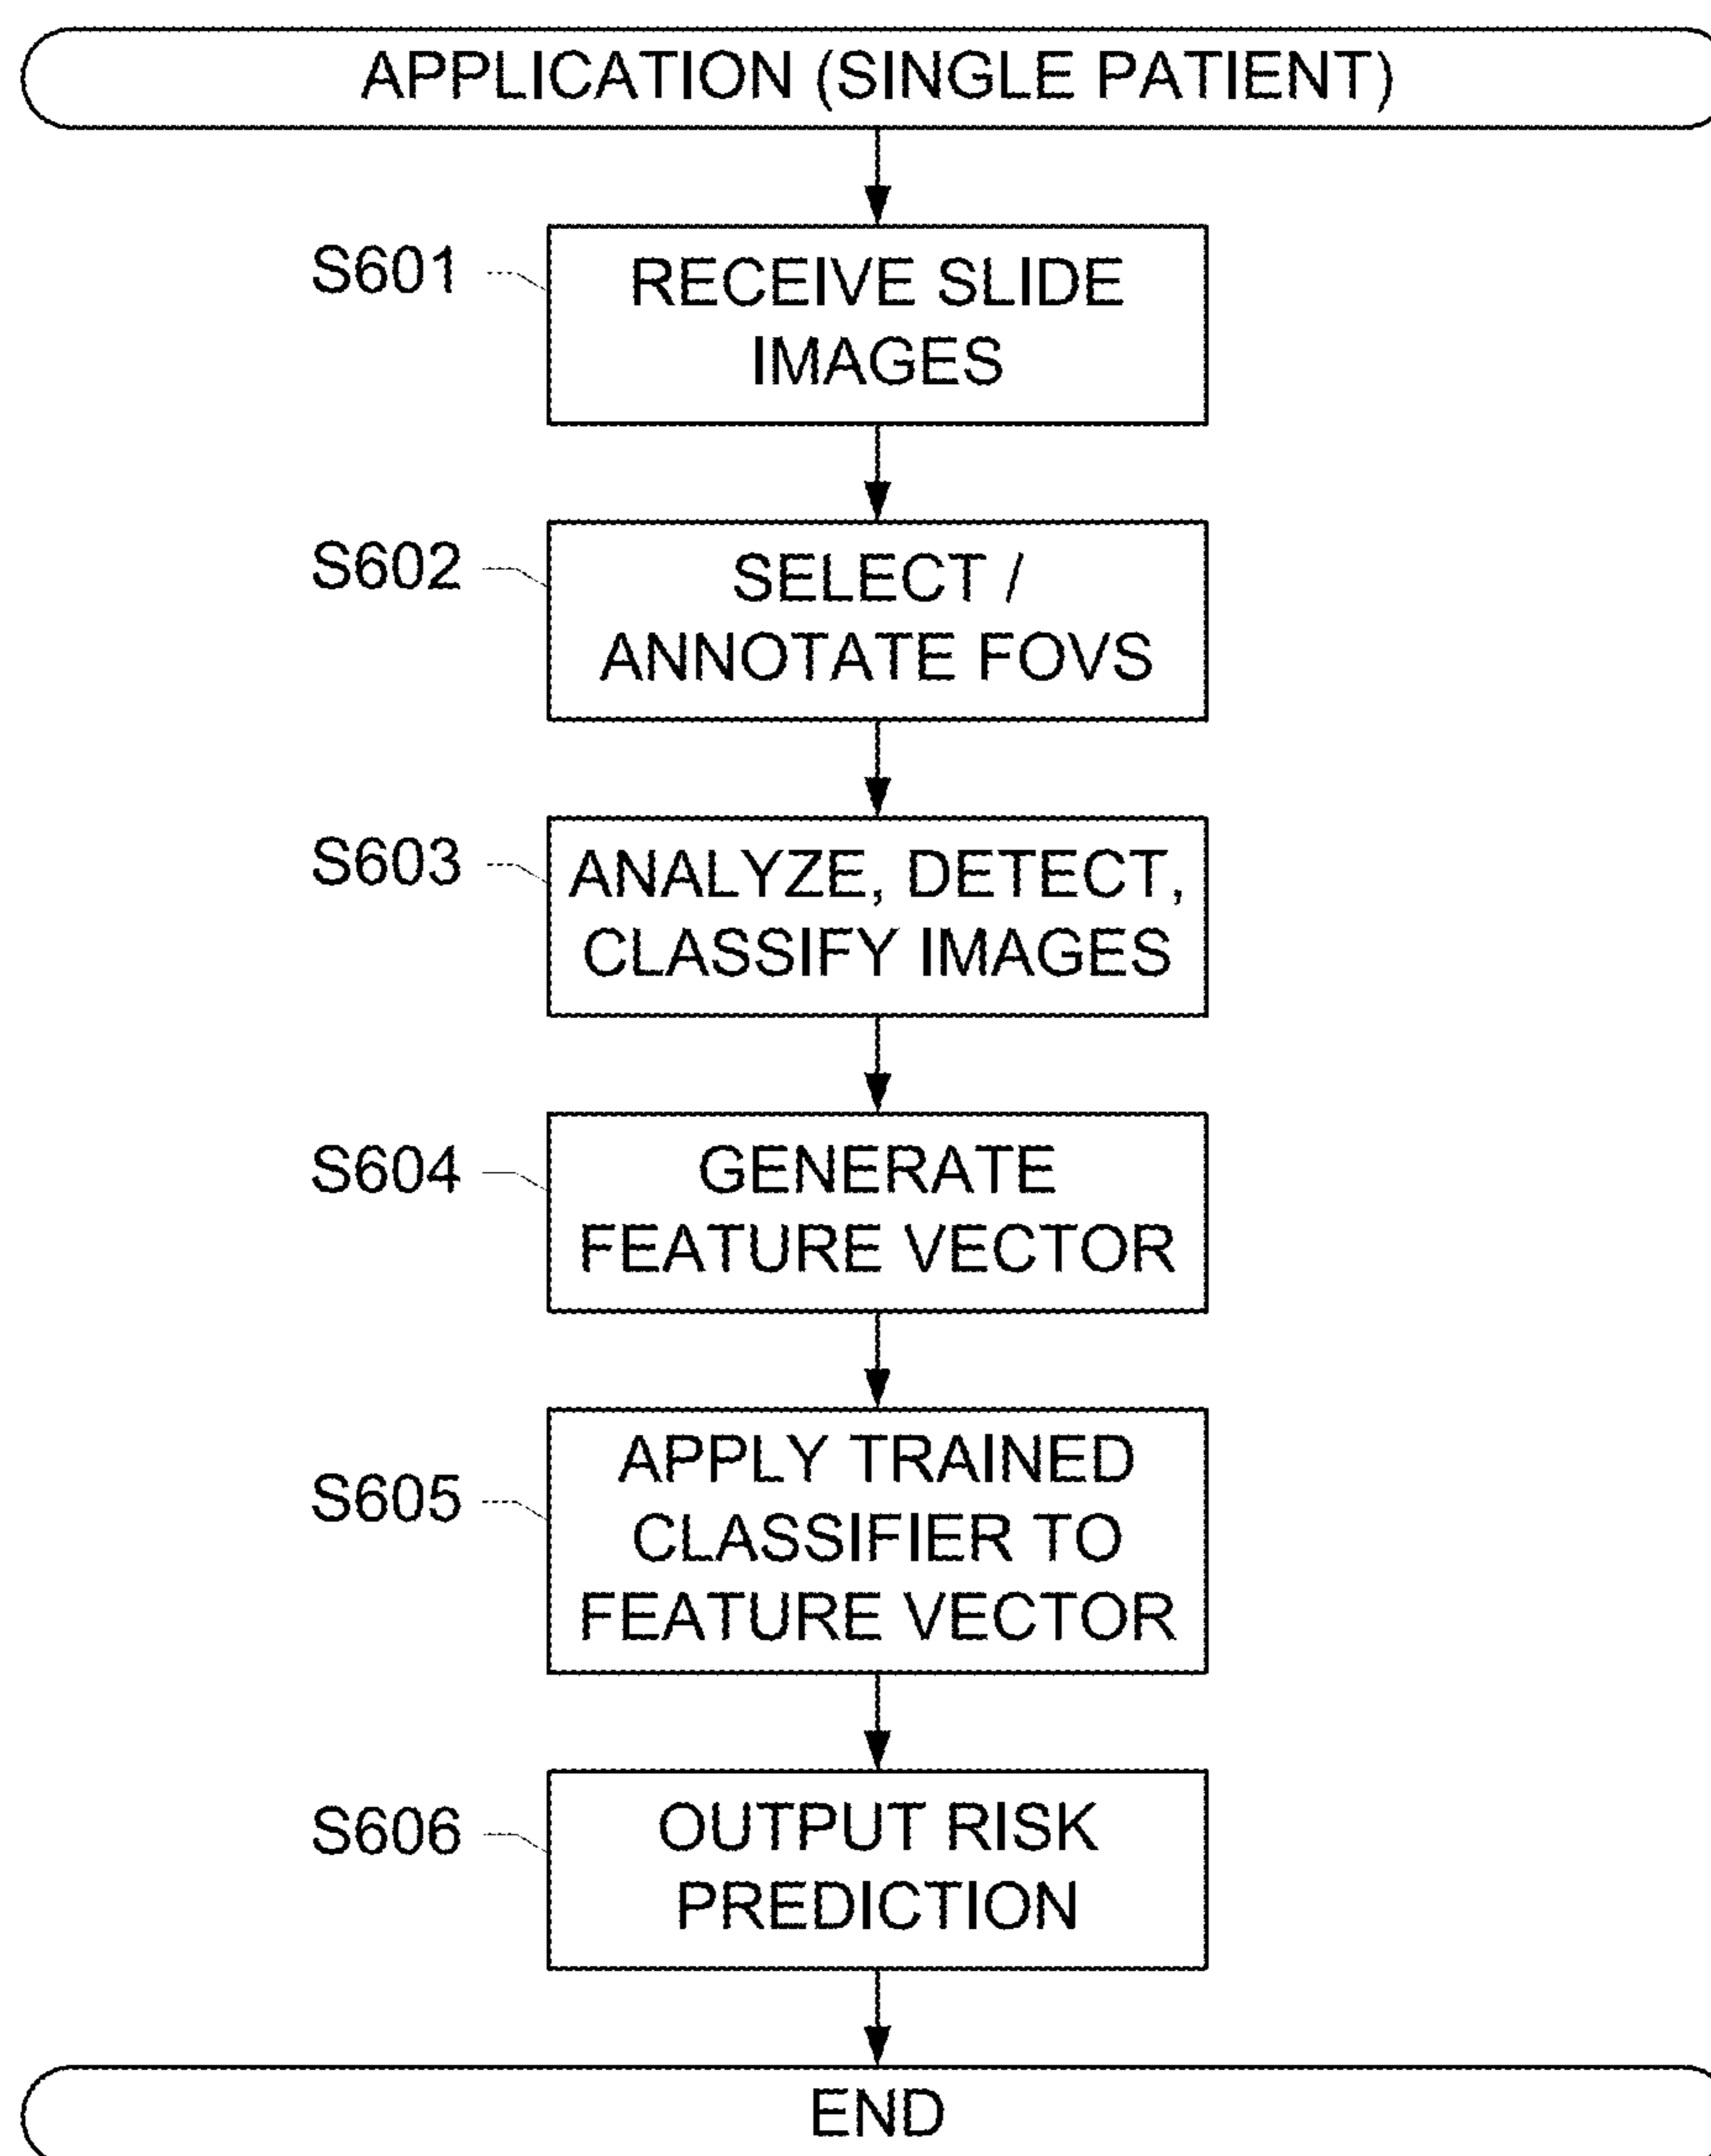 APPLICATION (SINGLE PATIENT)
S601
RECEIVE SLIDE
IMAGES
S602
SELECT /
ANNOTATE FOVS
S603
ANALYZE, DETECT,
CLASSIFY IMAGES
S604
GENERATE
FEATURE VECTOR
S605
APPLY TRAINED
CLASSIFIER TO
FEATURE VECTOR
S606
OUTPUT RISK
PREDICTION
END